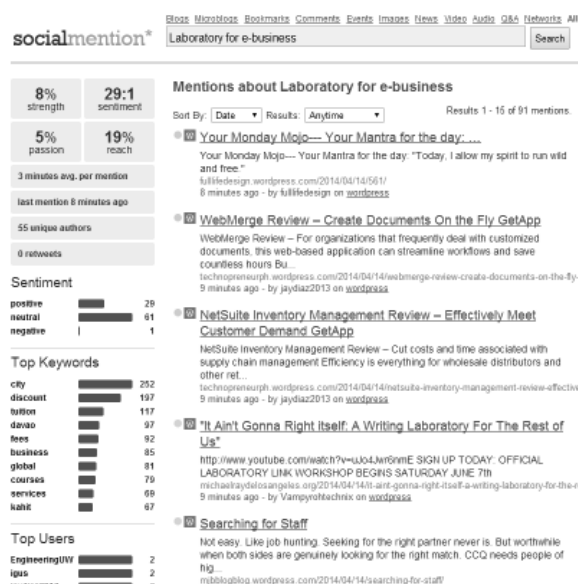 Blogs Microblogs Bookmarks Comments Events Images News Video Audio Q&A Networks All
socialmention*
Laboratory for e-business
Search
8%
strength
29:1
sentiment
5%
passion
19%
reach
3 minutes avg. per mention
last mention 8 minutes ago
55 unique authors
0 retweets
Sentiment
positive 29
neutral 61
negative 1
Top Keywords
city 252
discount 197
tuition 117
davao 97
fees 92
business 85
global 81
courses 79
services 69
kahit 67
Top Users
EngineeringUW 2
igus 2
Mentions about Laboratory for e-business
Sort By: Date Results: Anytime
Results 1 - 15 of 91 mentions.
Your Monday Mojo--- Your Mantra for the day: ...
Your Monday Mojo--- Your Mantra for the day: "Today, I allow my spirit to run wild
and free."
fulllifedesign.wordpress.com/2014/04/14/561/
8 minutes ago - by fulllifedesign on wordpress
WebMerge Review – Create Documents On the Fly GetApp
WebMerge Review – For organizations that frequently deal with customized
documents, this web-based application can streamline workflows and save
countless hours Bu...
technopreneurph.wordpress.com/2014/04/14/webmerge-review-create-documents-on-the-fly-
9 minutes ago - by jaydiaz2013 on wordpress
NetSuite Inventory Management Review – Effectively Meet
Customer Demand GetApp
NetSuite Inventory Management Review – Cut costs and time associated with
supply chain management Efficiency is everything for wholesale distributors and
other ret...
technopreneurph.wordpress.com/2014/04/14/netsuite-inventory-management-review-effective
9 minutes ago - by jaydiaz2013 on wordpress
"It Ain't Gonna Right itself: A Writing Laboratory For The Rest of
Us"
http://www.youtube.com/watch?v=uJo4Jwr6nmE SIGN UP TODAY: OFFICIAL
LABORATORY LINK WORKSHOP BEGINS SATURDAY JUNE 7th
michaelraydelosangeles.org/2014/04/14/it-aint-gonna-right-itself-a-writing-laboratory-for-the-r
9 minutes ago - by Vampyrohtechnix on wordpress
Searching for Staff
Not easy. Like job hunting. Seeking for the right partner never is. But worthwhile
when both sides are genuinely looking for the right match. CCQ needs people of
hig...
mibblogblog.wordpress.com/2014/04/14/searching-for-staff/